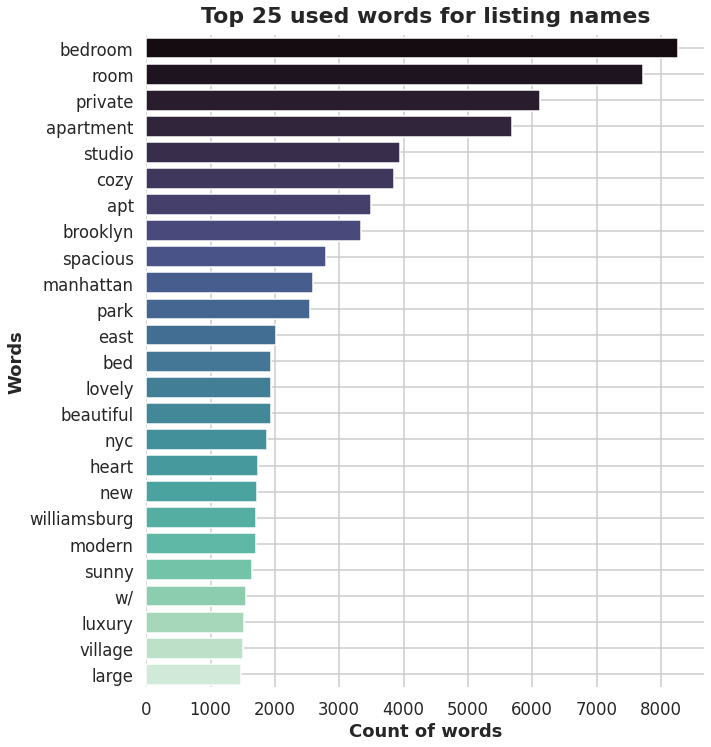 Top 25 used words for listing names
bedroom
room
private
apartment
studio
cozy
apt
brooklyn
spacious
manhattan
park
east
bed
lovely
beautiful
nyc
heart
new
williamsburg
modern
sunny
w/
luxury
village
large
Words
0 1000 2000 3000 4000 5000 6000 7000 8000
Count of words